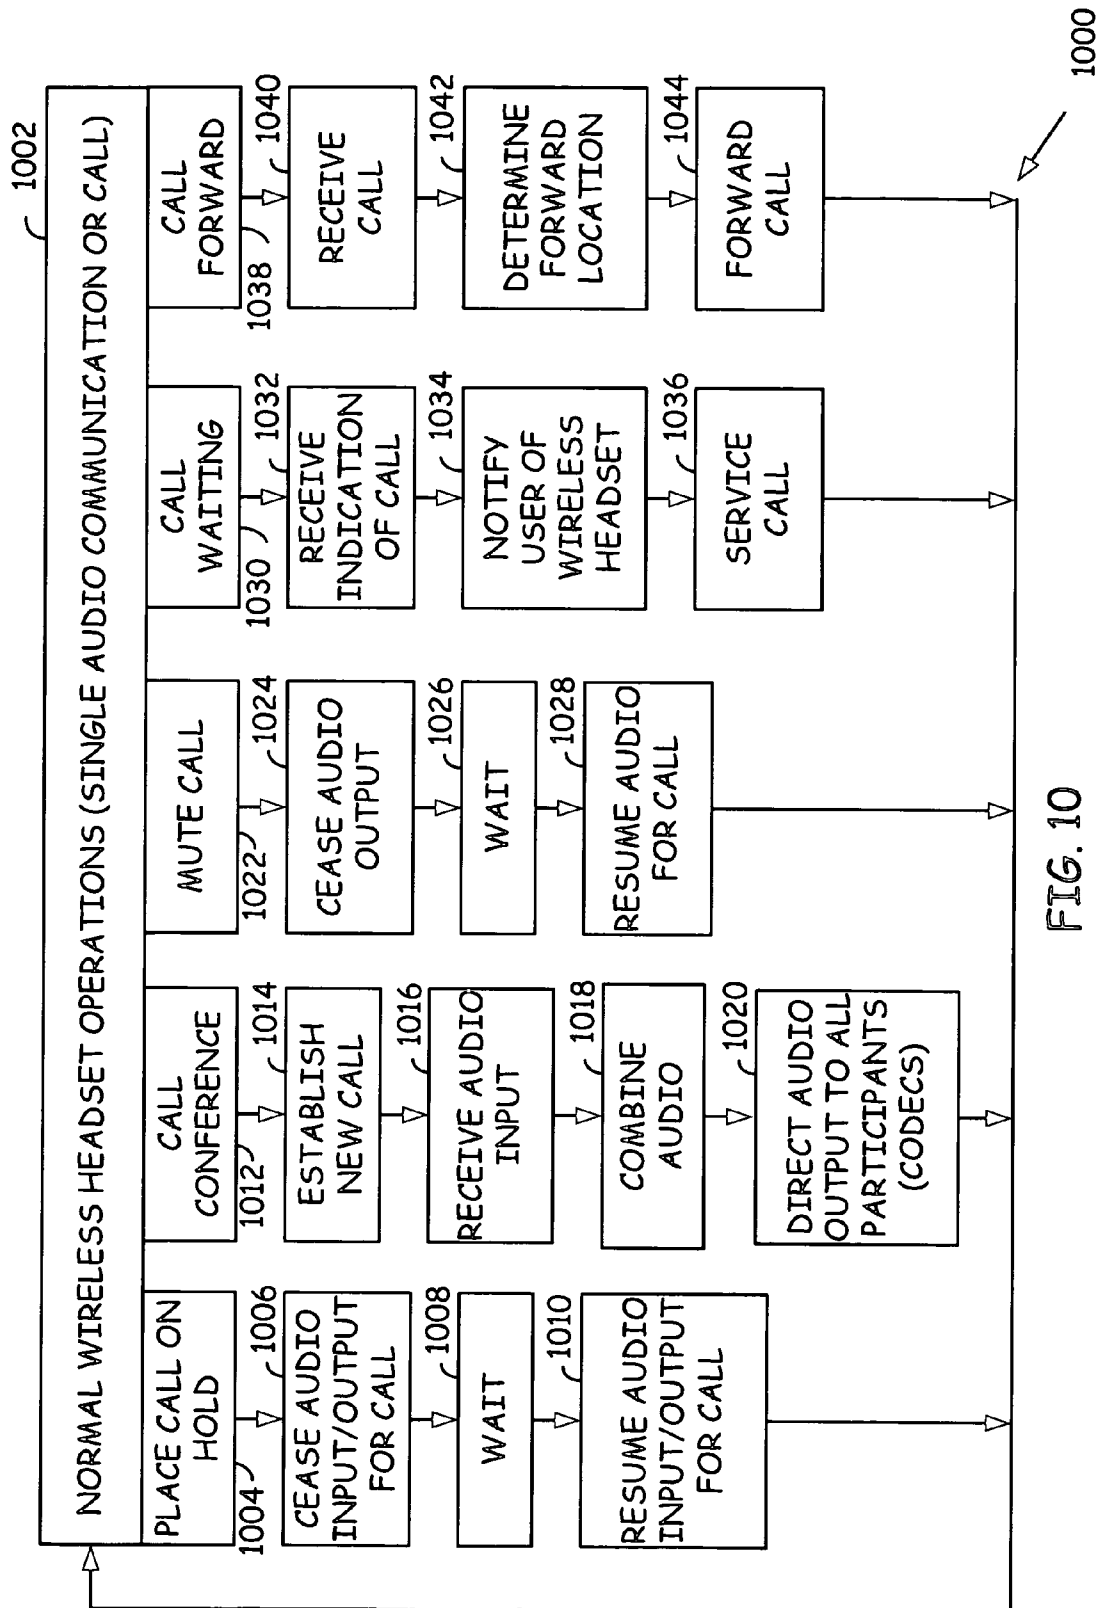 1002
NORMAL WIRELESS HEADSET OPERATIONS (SINGLE AUDIO COMMUNICATION OR CALL)
PLACE CALL ON
HOLD
1004
1006
CEASE AUDIO
INPUT/OUTPUT
FOR CALL
1008
WAIT
1010
RESUME AUDIO
INPUT/OUTPUT
FOR CALL
CALL
CONFERENCE
1012
1014
ESTABLISH
NEW CALL
1016
RECEIVE AUDIO
INPUT
1018
COMBINE
AUDIO
1020
DIRECT AUDIO
OUTPUT TO ALL
PARTICIPANTS
(CODECS)
MUTE CALL
1022
1024
CEASE AUDIO
OUTPUT
1026
WAIT
1028
RESUME AUDIO
FOR CALL
CALL
WAITING
1030
1032
RECEIVE
INDICATION
OF CALL
1034
NOTIFY
USER OF
WIRELESS
HEADSET
1036
SERVICE
CALL
CALL
FORWARD
1038
1040
RECEIVE
CALL
1042
DETERMINE
FORWARD
LOCATION
1044
FORWARD
CALL
1000
FIG. 10